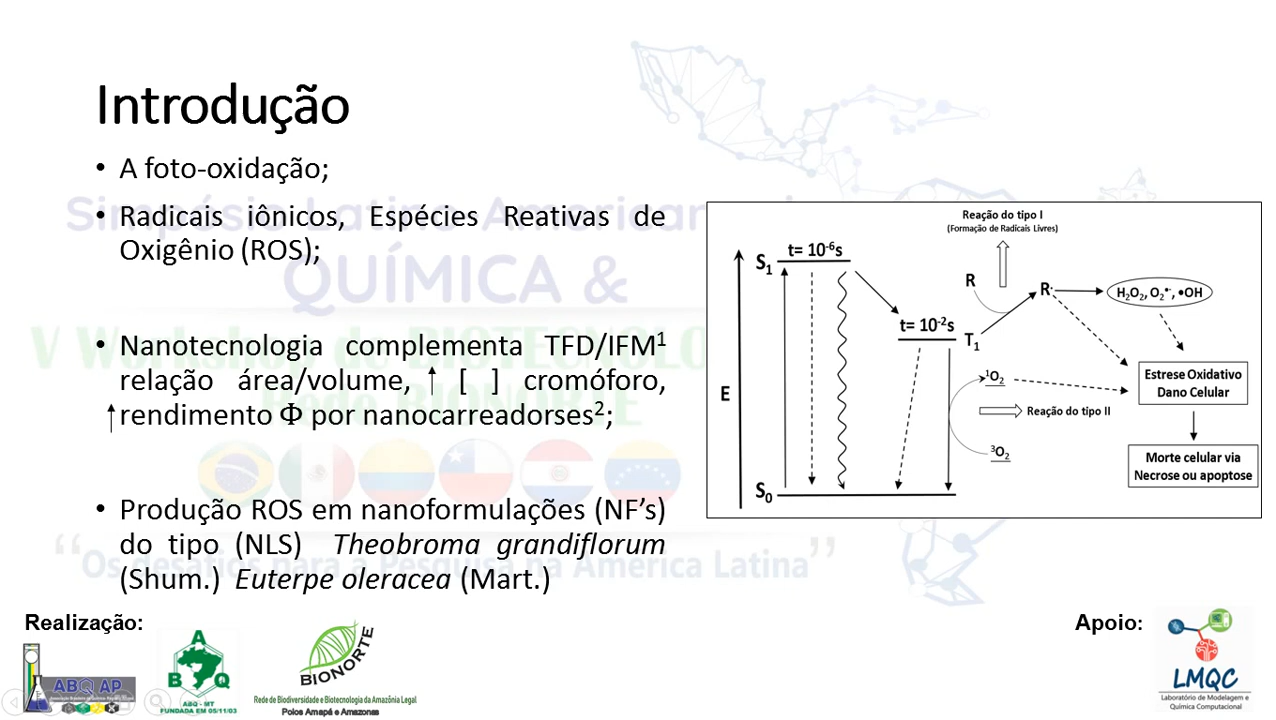 Introdução
• A foto-oxidação;
• Radicais iônicos, Espécies Reativas de
Oxigênio (ROS);
• Nanotecnologia complementa TFD/IFM¹
relação área/volume, ↑ [ ] cromóforo,
↑rendimento Φ por nanocarreadorses²;
• Produção ROS em nanoformulações (NF’s)
do tipo (NLS) Theobroma grandiflorum
(Shum.) Euterpe oleracea (Mart.)
Reação do tipo I
(Formação de Radicais Livres)
t= 10⁻⁶s
S₁
R
R·
H₂O₂, O₂•⁻, •OH
t= 10⁻²s
T₁
¹O₂
Estrese Oxidativo
Dano Celular
E
Reação do tipo II
³O₂
Morte celular via
Necrose ou apoptose
S₀
Simpósio Latino Americano
QUÍMICA &
V Workshop de BIOTECNOLO
Rede BIONORTE
“Os desafios para a Pesquisa na América Latina”
Realização:
Apoio:
ABQ AP
A
B Q
ABQ - MT
FUNDADA EM 05/11/03
BIONORTE
Rede de Biodiversidade e Biotecnologia da Amazônia Legal
Polos Amapá e Amazonas
LMQC
Laboratório de Modelagem e
Química Computacional